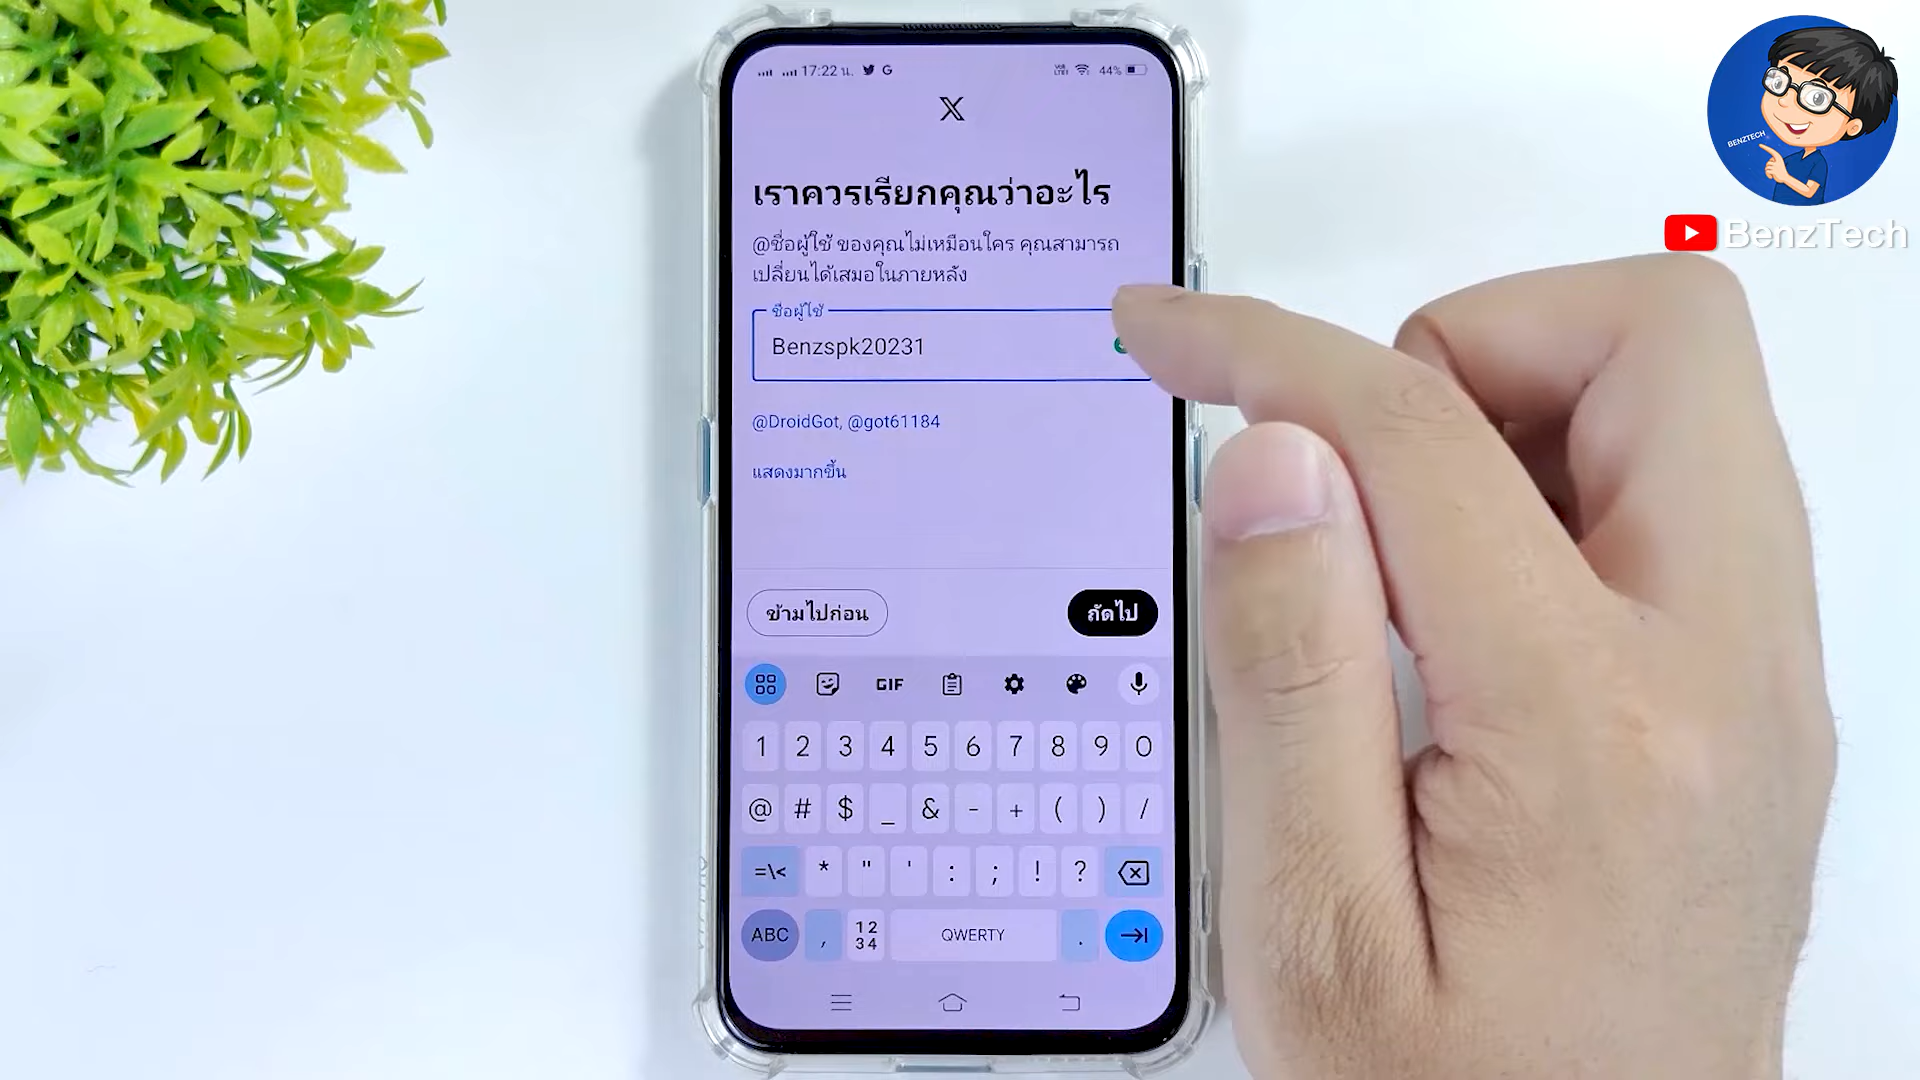 17:22 น.
44%
X
เราควรเรียกคุณว่าอะไร
@ชื่อผู้ใช้ ของคุณไม่เหมือนใคร คุณสามารถ
เปลี่ยนได้เสมอในภายหลัง
ชื่อผู้ใช้
Benzspk20231
@DroidGot, @got61184
แสดงมากขึ้น
ข้ามไปก่อน
ถัดไป
GIF
1 2 3 4 5 6 7 8 9 0
@ # $ _ & - + ( ) /
=\< * " ' : ; ! ?
ABC , 12 34 QWERTY .
BENZTECH
BenzTech